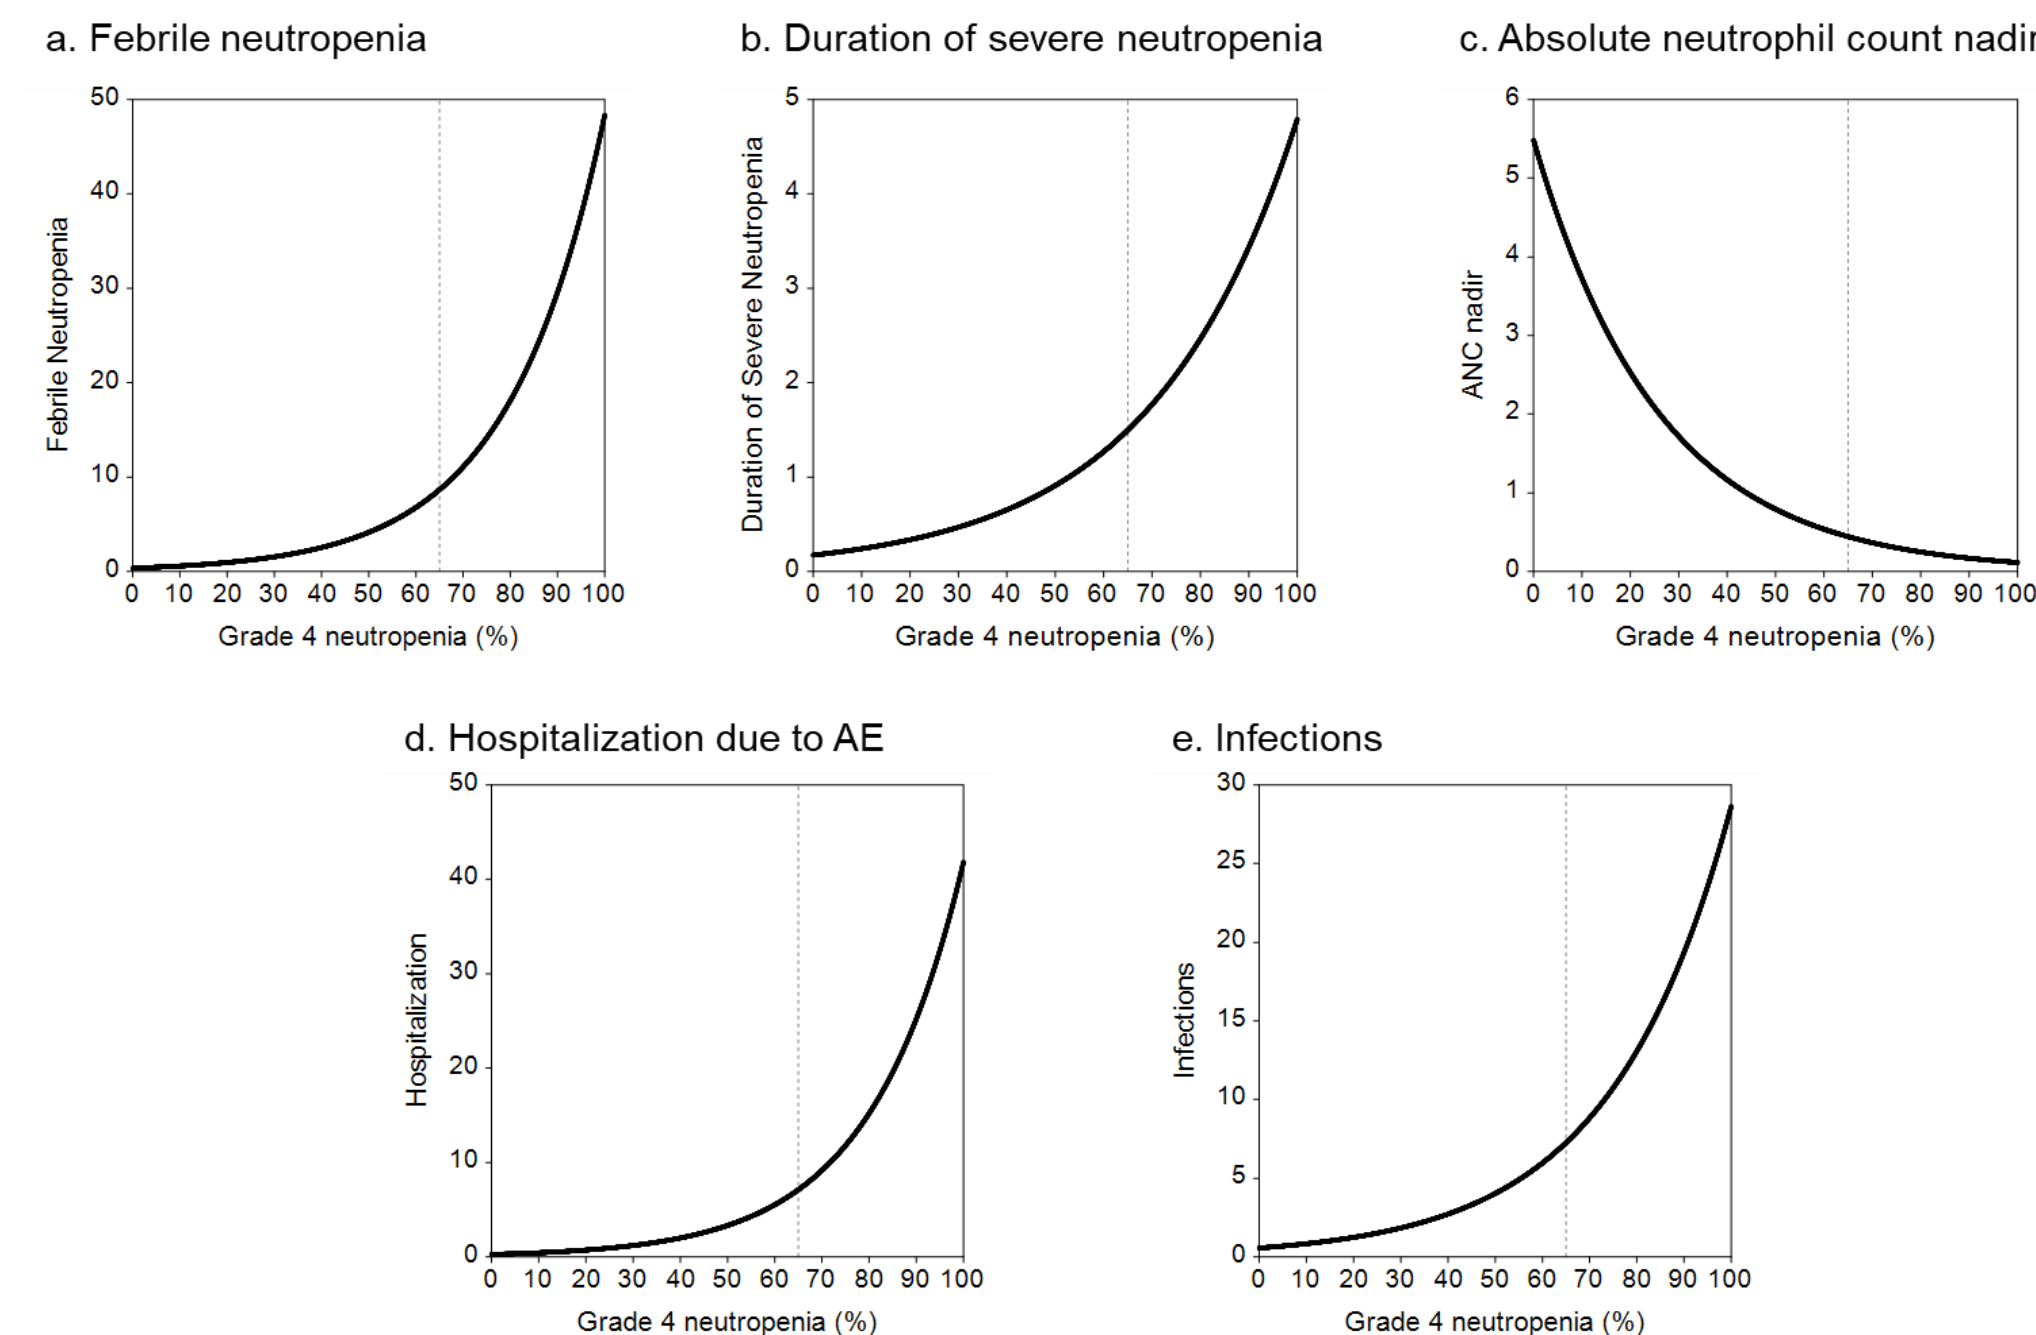 a. Febrile neutropenia
50
40
30
20
10
0
Febrile Neutropenia
0 10 20 30 40 50 60 70 80 90 100
Grade 4 neutropenia (%)
b. Duration of severe neutropenia
5
4
3
2
1
0
Duration of Severe Neutropenia
0 10 20 30 40 50 60 70 80 90 100
Grade 4 neutropenia (%)
c. Absolute neutrophil count nadir
6
5
4
3
2
1
0
ANC nadir
0 10 20 30 40 50 60 70 80 90 100
Grade 4 neutropenia (%)
d. Hospitalization due to AE
50
40
30
20
10
0
Hospitalization
0 10 20 30 40 50 60 70 80 90 100
Grade 4 neutropenia (%)
e. Infections
30
25
20
15
10
5
0
Infections
0 10 20 30 40 50 60 70 80 90 100
Grade 4 neutropenia (%)